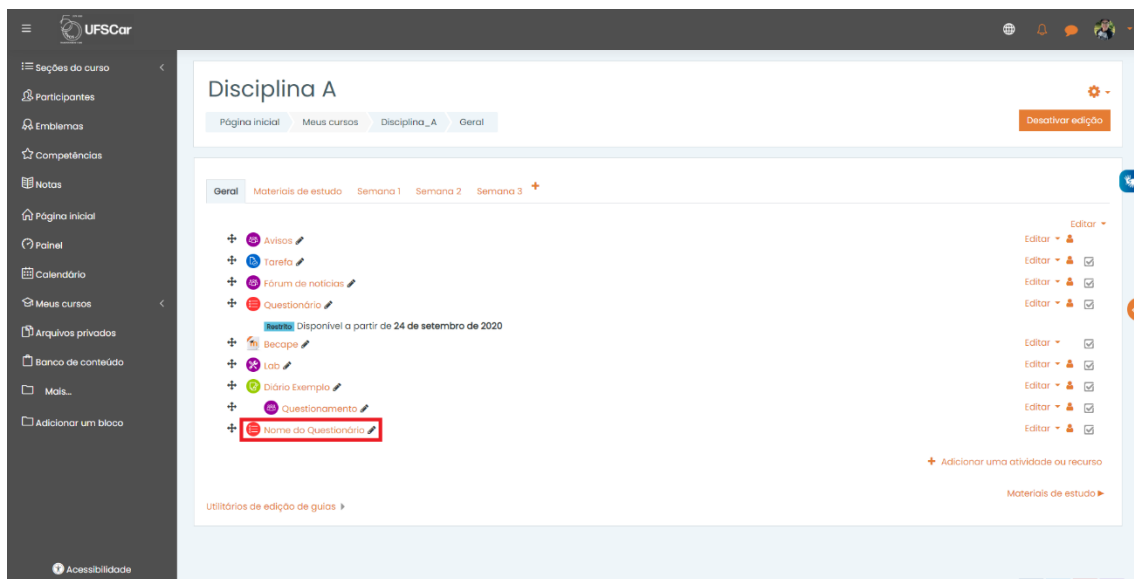 UFSCar
Seções do curso
Participantes
Emblemas
Competências
Notas
Página inicial
Painel
Calendário
Meus cursos
Arquivos privados
Banco de conteúdo
Mais...
Adicionar um bloco
Acessibilidade
Disciplina A
Página inicial Meus cursos Disciplina_A Geral
Desativar edição
Geral Materiais de estudo Semana 1 Semana 2 Semana 3
Editar
Avisos Editar
Tarefa Editar
Fórum de notícias Editar
Questionário Editar
Restrito Disponível a partir de 24 de setembro de 2020
Becape Editar
Lab Editar
Diário Exemplo Editar
Questionamento Editar
Nome do Questionário Editar
Adicionar uma atividade ou recurso
Materiais de estudo
Utilitários de edição de guias